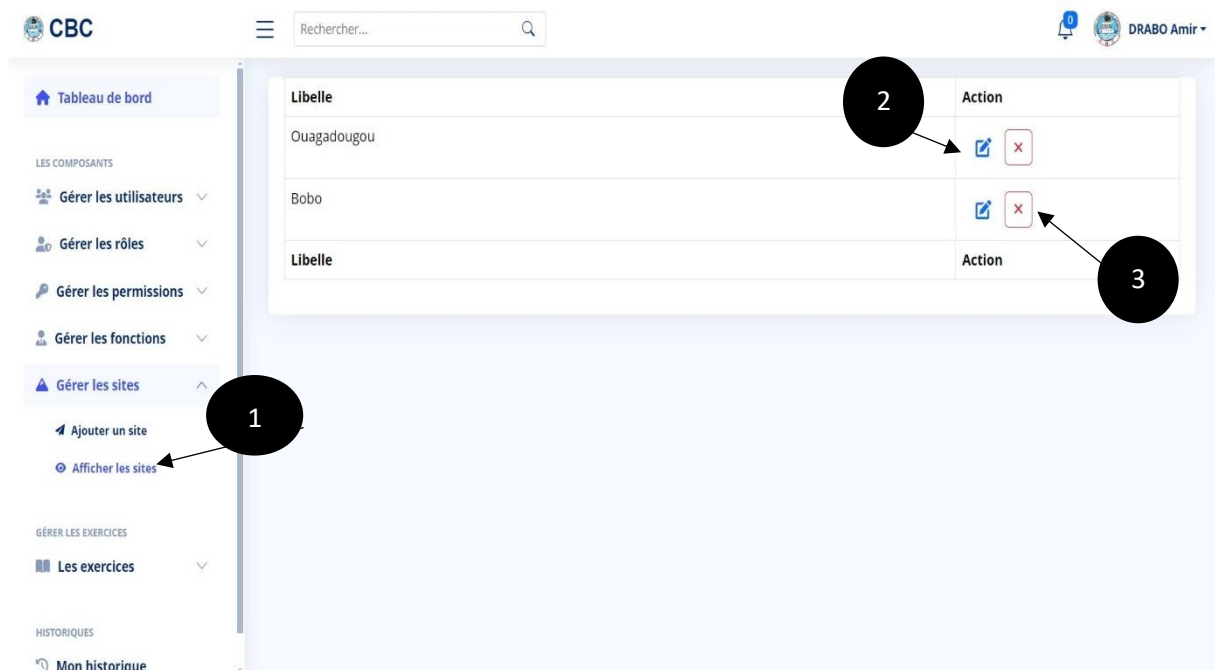 CBC
Rechercher...
0
DRABO Amir
Tableau de bord
LES COMPOSANTS
Gérer les utilisateurs
Gérer les rôles
Gérer les permissions
Gérer les fonctions
Gérer les sites
Ajouter un site
Afficher les sites
GÉRER LES EXERCICES
Les exercices
HISTORIQUES
Mon historique
1
Libelle
Action
2
Ouagadougou
Bobo
Libelle
Action
3